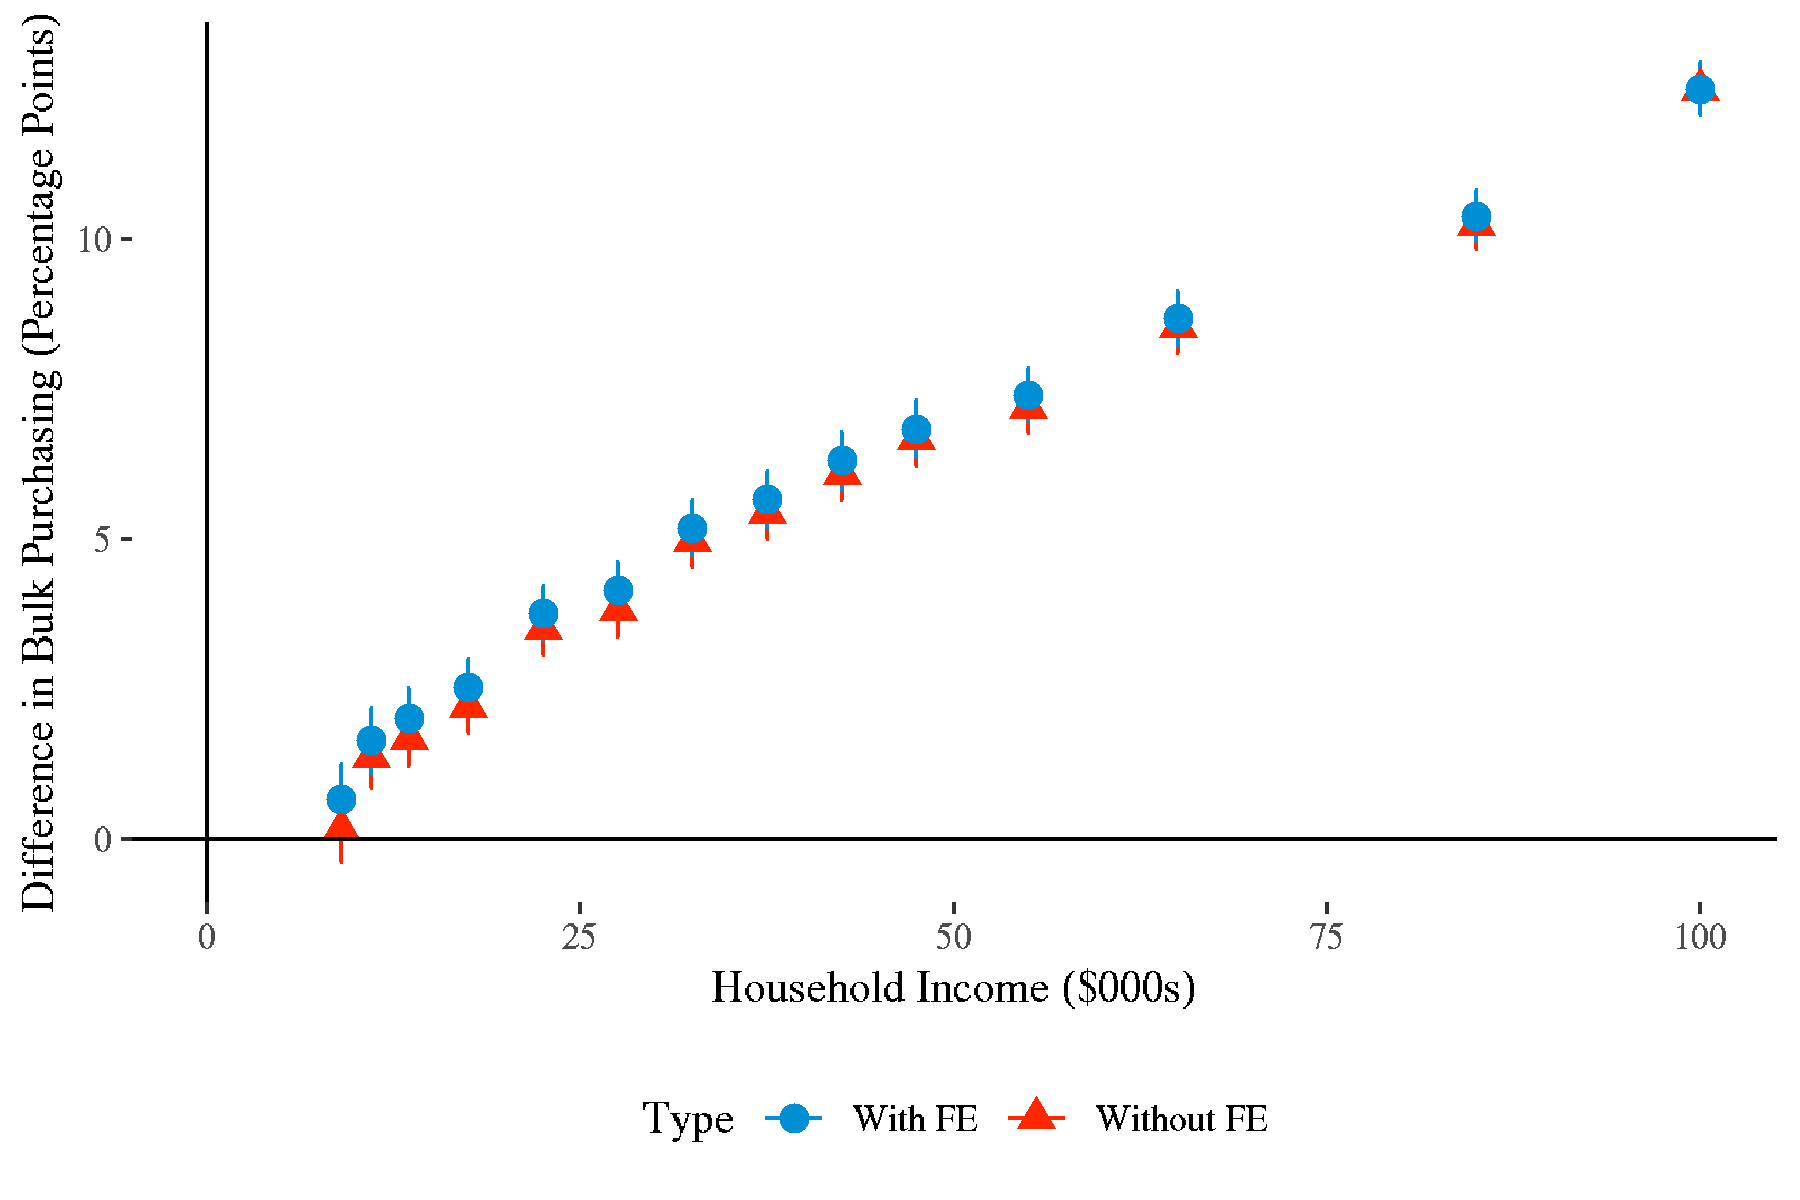 Difference in Bulk Purchasing (Percentage Points)
10
5
0
0 25 50 75 100
Household Income ($000s)
Type With FE Without FE